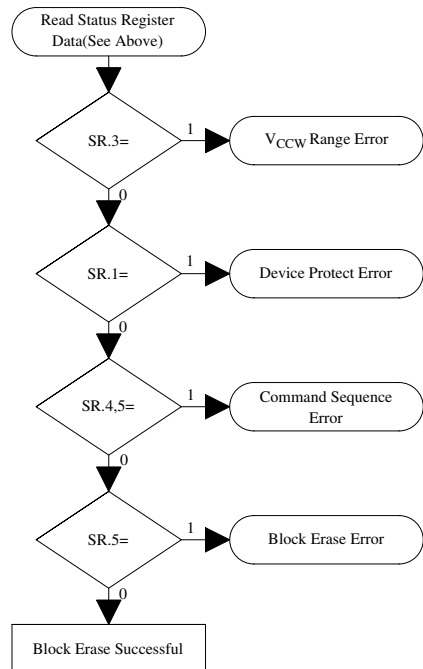 Read Status Register
Data(See Above)
SR.3=
1
VCCW Range Error
0
SR.1=
1
Device Protect Error
0
SR.4,5=
1
Command Sequence
Error
0
SR.5=
1
Block Erase Error
0
Block Erase Successful